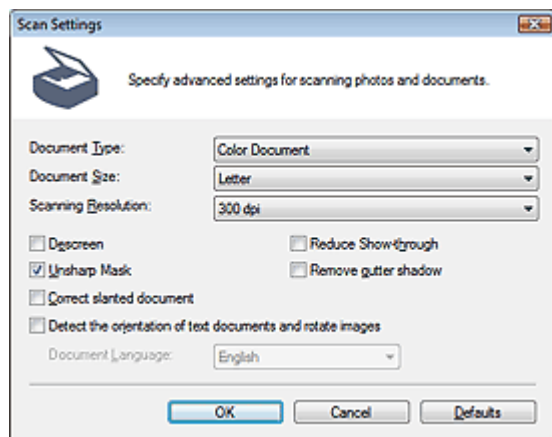 Scan Settings
Specify advanced settings for scanning photos and documents.
Document Type: Color Document
Document Size: Letter
Scanning Resolution: 300 dpi
Descreen Reduce Show-through
Unsharp Mask Remove gutter shadow
Correct slanted document
Detect the orientation of text documents and rotate images
Document Language: English
OK Cancel Defaults